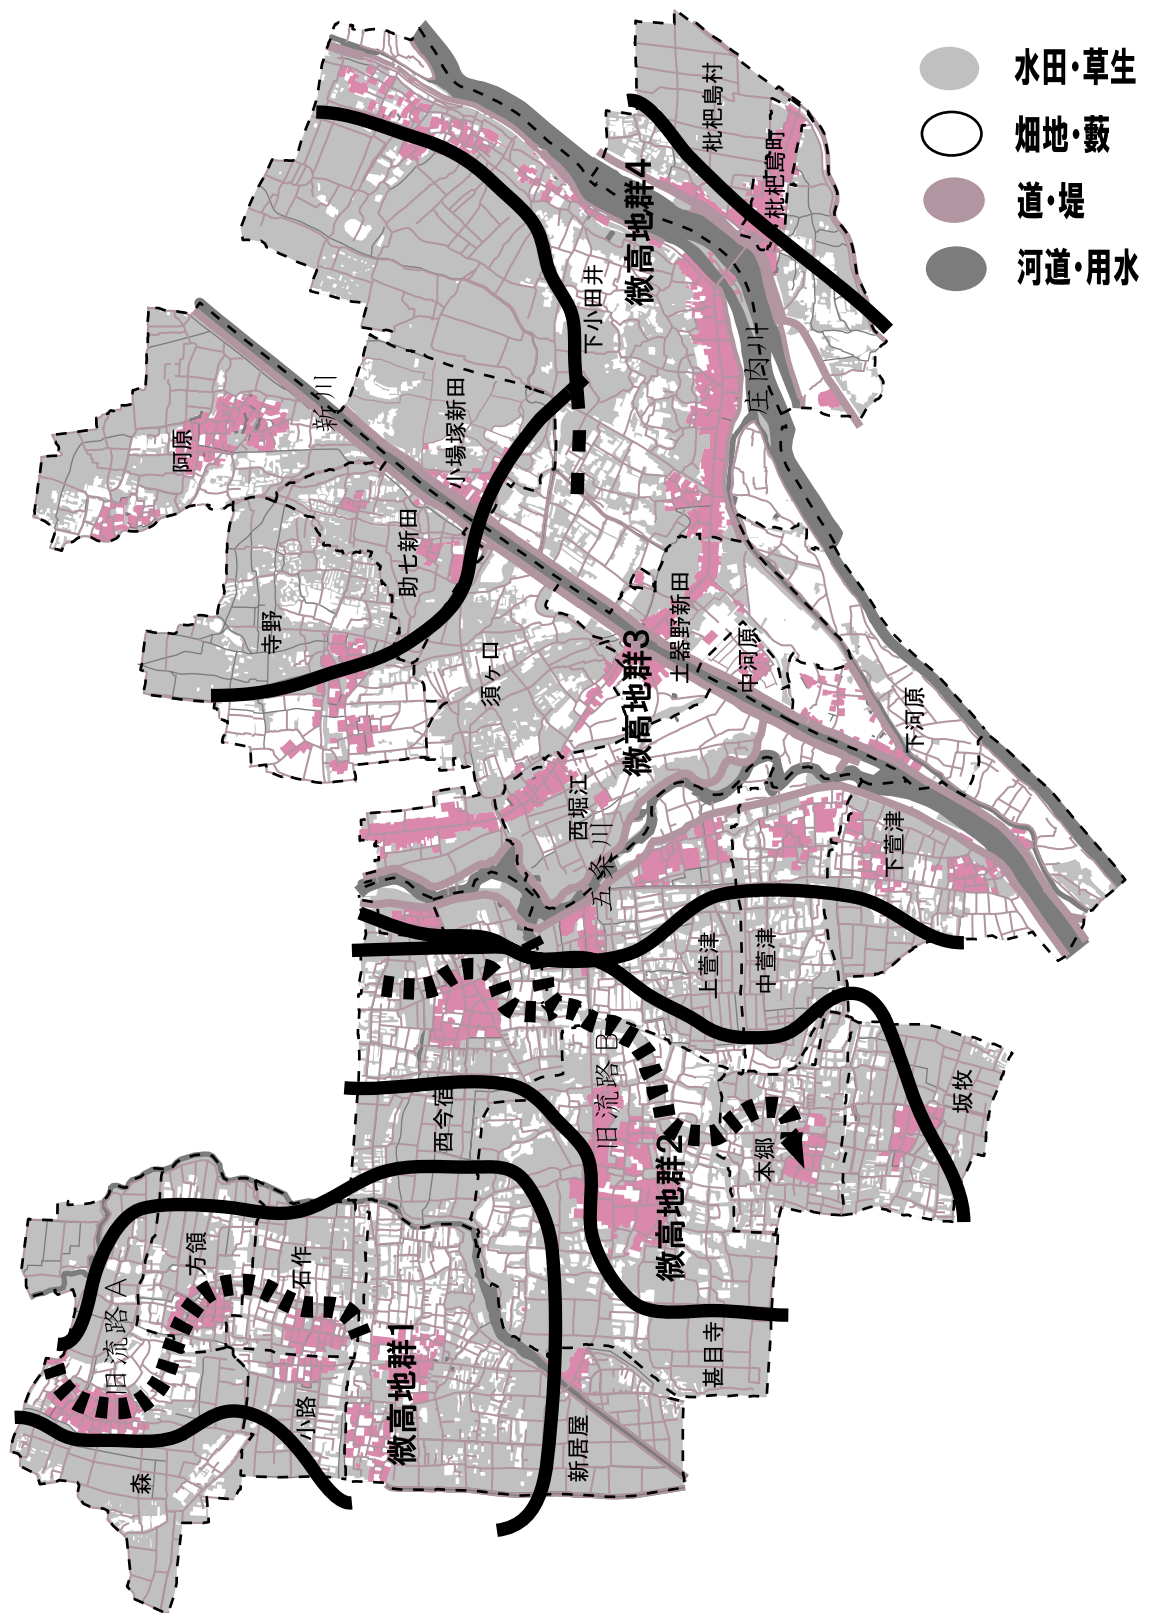 水田・草生
畑地・藪
道・堤
河道・用水
枇杷島村
枇杷島町
微高地群4
下小田井
庄内川
新川
阿原
小場塚新田
助七新田
寺野
須ヶ口
土器野新田
中河原
微高地群3
下河原
西堀江
五条川
下萱津
上萱津
中萱津
西今宿
旧流路 B
坂牧
本郷
微高地群2
方領
石作
旧流路 A
甚目寺
微高地群1
小路
新居屋
森